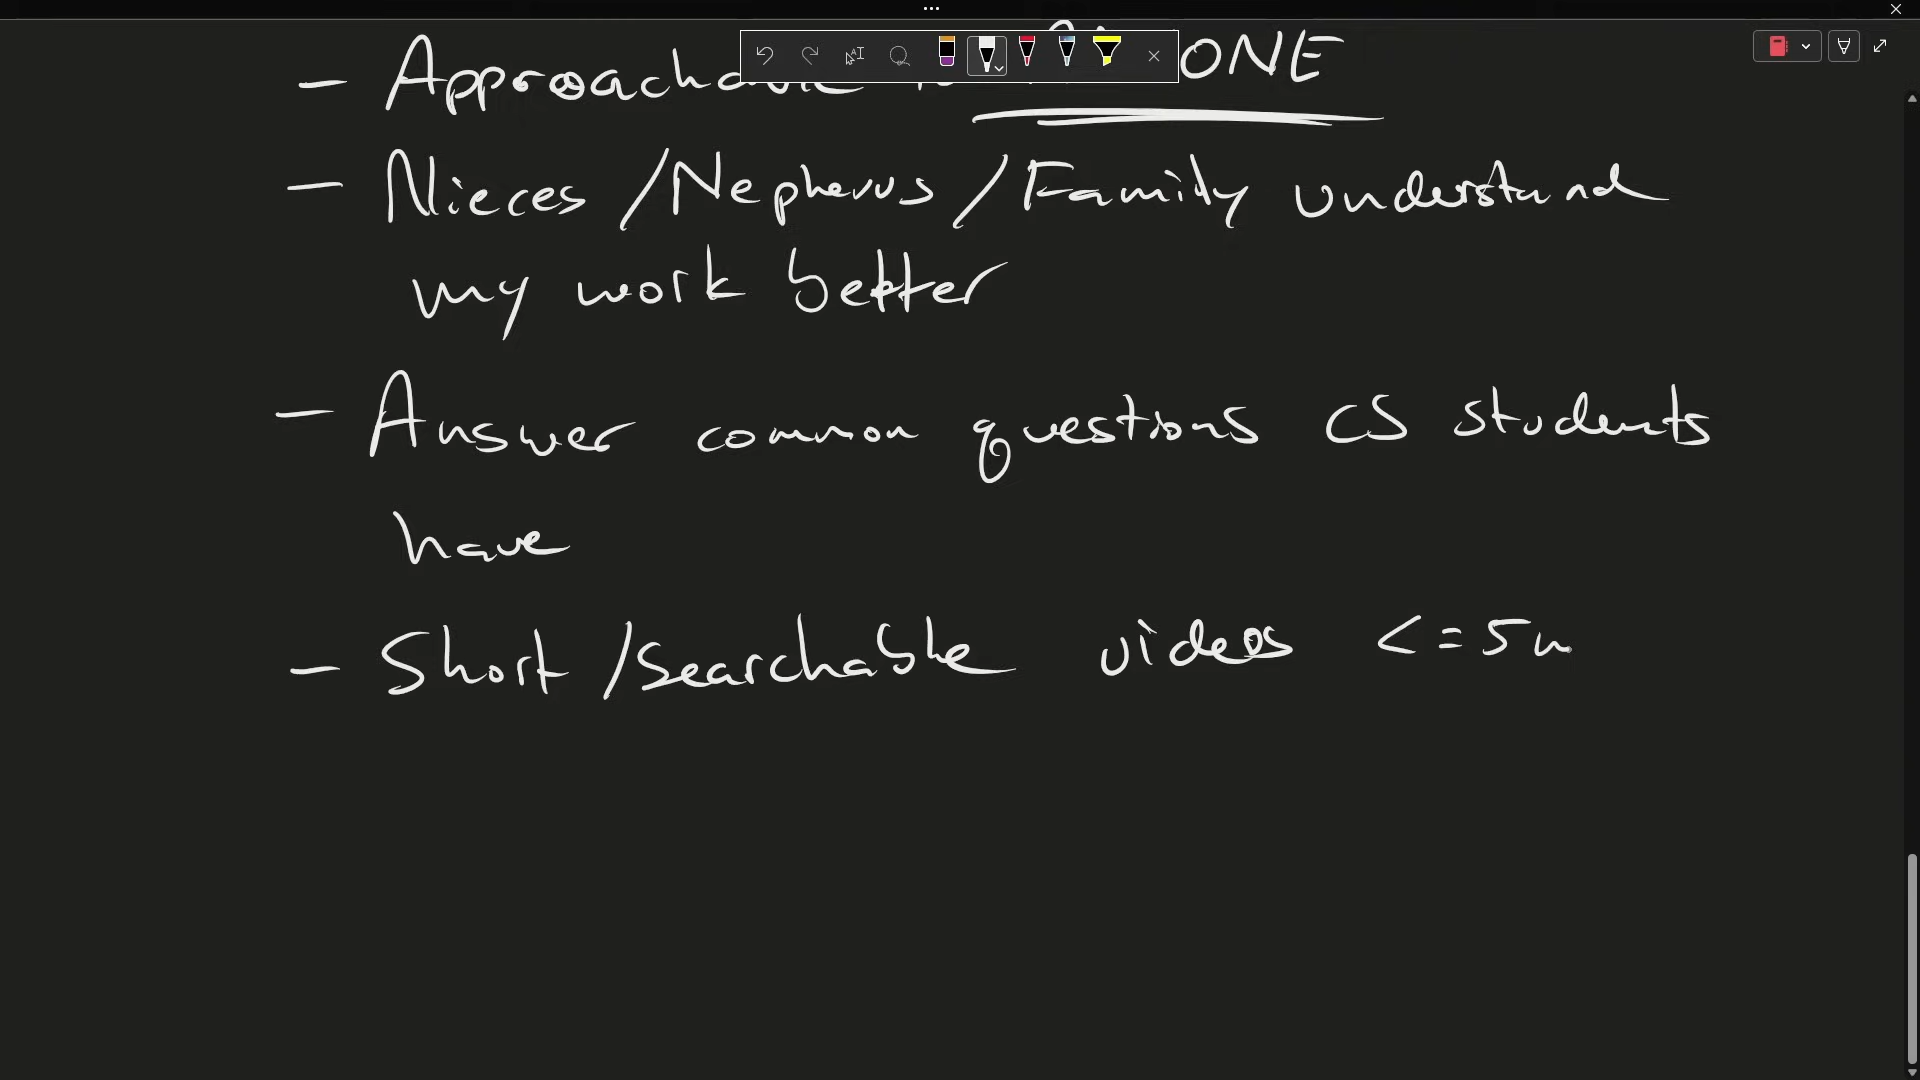 - Approachable ONE
- Nieces / Nephews / Family understand
my work better
- Answer common questions CS students
have
- Short / Searchable videos <= 5m